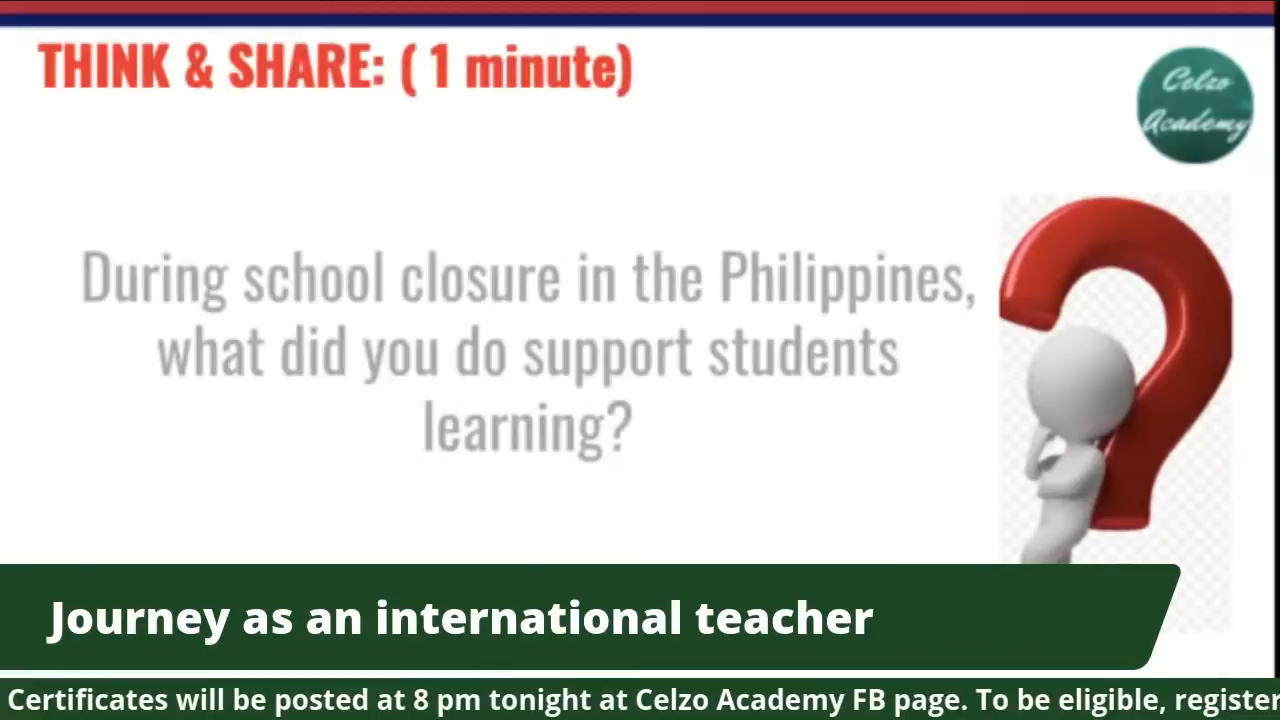 THINK & SHARE: ( 1 minute)
Celzo
Academy
During school closure in the Philippines,
what did you do support students
learning?
Journey as an international teacher
Certificates will be posted at 8 pm tonight at Celzo Academy FB page. To be eligible, register